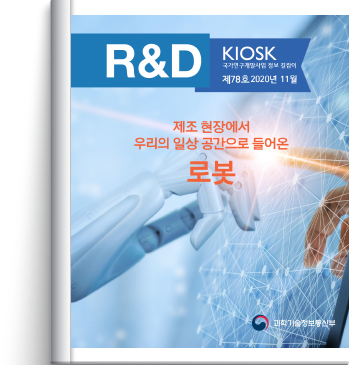 R&D
KIOSK
국가연구개발사업 정보 길잡이
제78호 2020년 11월
제조 현장에서
우리의 일상 공간으로 들어온
로봇
과학기술정보통신부